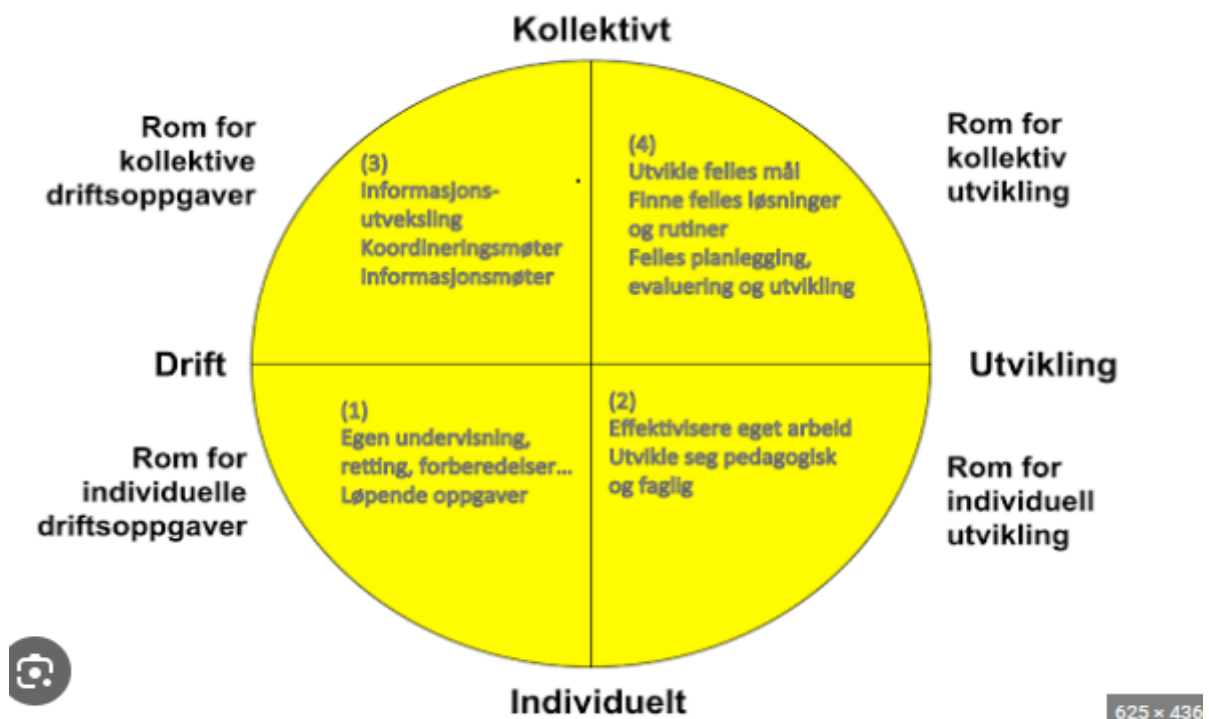 Kollektivt
Rom for
kollektive
driftsoppgaver
(3)
Informasjons-
utveksling
Koordineringsmøter
Informasjonsmøter
(4)
Utvikle felles mål
Finne felles løsninger
og rutiner
Felles planlegging,
evaluering og utvikling
Rom for
kollektiv
utvikling
Drift
Utvikling
Rom for
individuelle
driftsoppgaver
(1)
Egen undervisning,
retting, forberedelser...
Løpende oppgaver
(2)
Effektivisere eget arbeid
Utvikle seg pedagogisk
og faglig
Rom for
individuell
utvikling
Individuelt
625 × 436